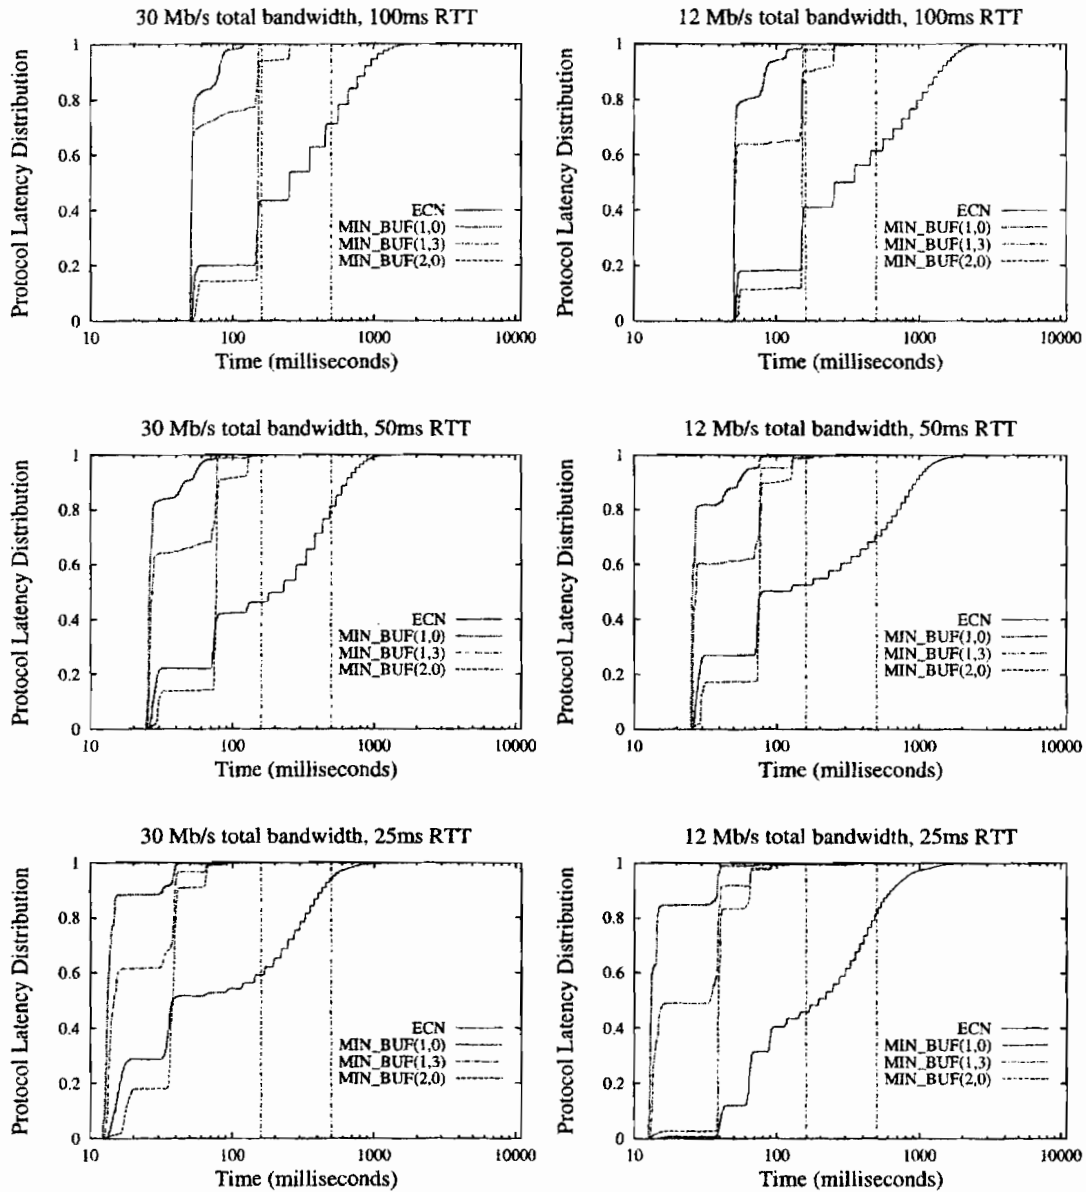 30 Mb/s total bandwidth, 100ms RTT
Protocol Latency Distribution
1
0.8
0.6
0.4
0.2
0
ECN
MIN_BUF(1,0)
MIN_BUF(1,3)
MIN_BUF(2,0)
10 100 1000 10000
Time (milliseconds)
12 Mb/s total bandwidth, 100ms RTT
Protocol Latency Distribution
1
0.8
0.6
0.4
0.2
0
ECN
MIN_BUF(1,0)
MIN_BUF(1,3)
MIN_BUF(2,0)
10 100 1000 10000
Time (milliseconds)
30 Mb/s total bandwidth, 50ms RTT
Protocol Latency Distribution
1
0.8
0.6
0.4
0.2
0
ECN
MIN_BUF(1,0)
MIN_BUF(1,3)
MIN_BUF(2,0)
10 100 1000 10000
Time (milliseconds)
12 Mb/s total bandwidth, 50ms RTT
Protocol Latency Distribution
1
0.8
0.6
0.4
0.2
0
ECN
MIN_BUF(1,0)
MIN_BUF(1,3)
MIN_BUF(2,0)
10 100 1000 10000
Time (milliseconds)
30 Mb/s total bandwidth, 25ms RTT
Protocol Latency Distribution
1
0.8
0.6
0.4
0.2
0
ECN
MIN_BUF(1,0)
MIN_BUF(1,3)
MIN_BUF(2,0)
10 100 1000 10000
Time (milliseconds)
12 Mb/s total bandwidth, 25ms RTT
Protocol Latency Distribution
1
0.8
0.6
0.4
0.2
0
ECN
MIN_BUF(1,0)
MIN_BUF(1,3)
MIN_BUF(2,0)
10 100 1000 10000
Time (milliseconds)